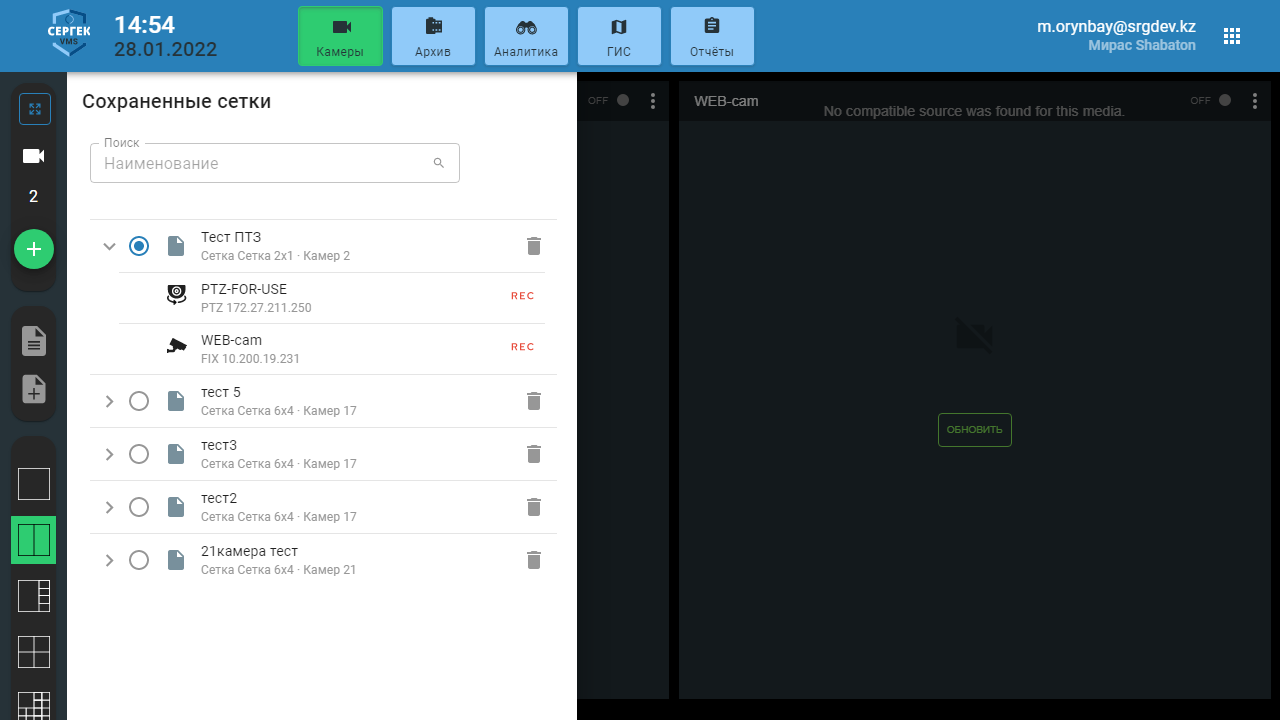 СЕРГЕК
VMS
14:54
28.01.2022
Камеры
Архив
Аналитика
ГИС
Отчёты
m.orynbay@srgdev.kz
Мирас Shabaton
2
Сохраненные сетки
Поиск
Наименование
Тест ПТЗ
Сетка Сетка 2x1 · Камер 2
PTZ-FOR-USE
PTZ 172.27.211.250
REC
WEB-cam
FIX 10.200.19.231
REC
тест 5
Сетка Сетка 6x4 · Камер 17
тест3
Сетка Сетка 6x4 · Камер 17
тест2
Сетка Сетка 6x4 · Камер 17
21камера тест
Сетка Сетка 6x4 · Камер 21
OFF
WEB-cam
OFF
No compatible source was found for this media.
ОБНОВИТЬ